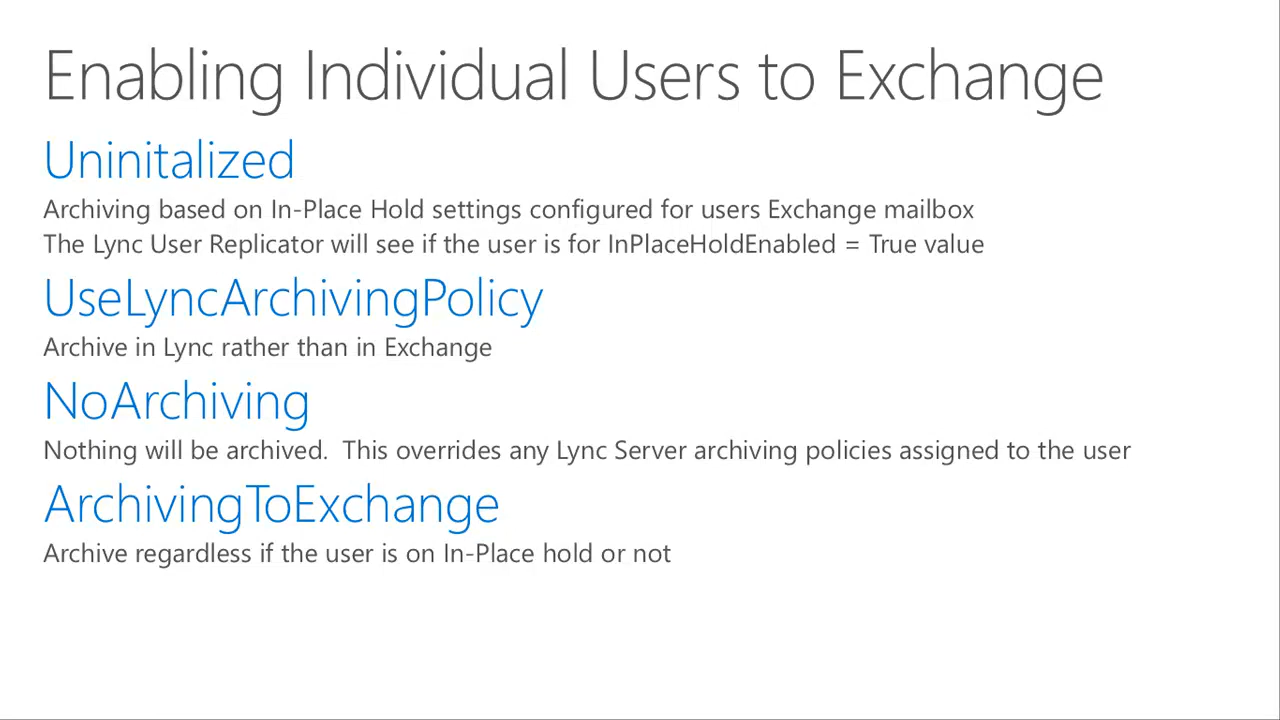 Enabling Individual Users to Exchange
Uninitalized
Archiving based on In-Place Hold settings configured for users Exchange mailbox
The Lync User Replicator will see if the user is for InPlaceHoldEnabled = True value
UseLyncArchivingPolicy
Archive in Lync rather than in Exchange
NoArchiving
Nothing will be archived.  This overrides any Lync Server archiving policies assigned to the user
ArchivingToExchange
Archive regardless if the user is on In-Place hold or not